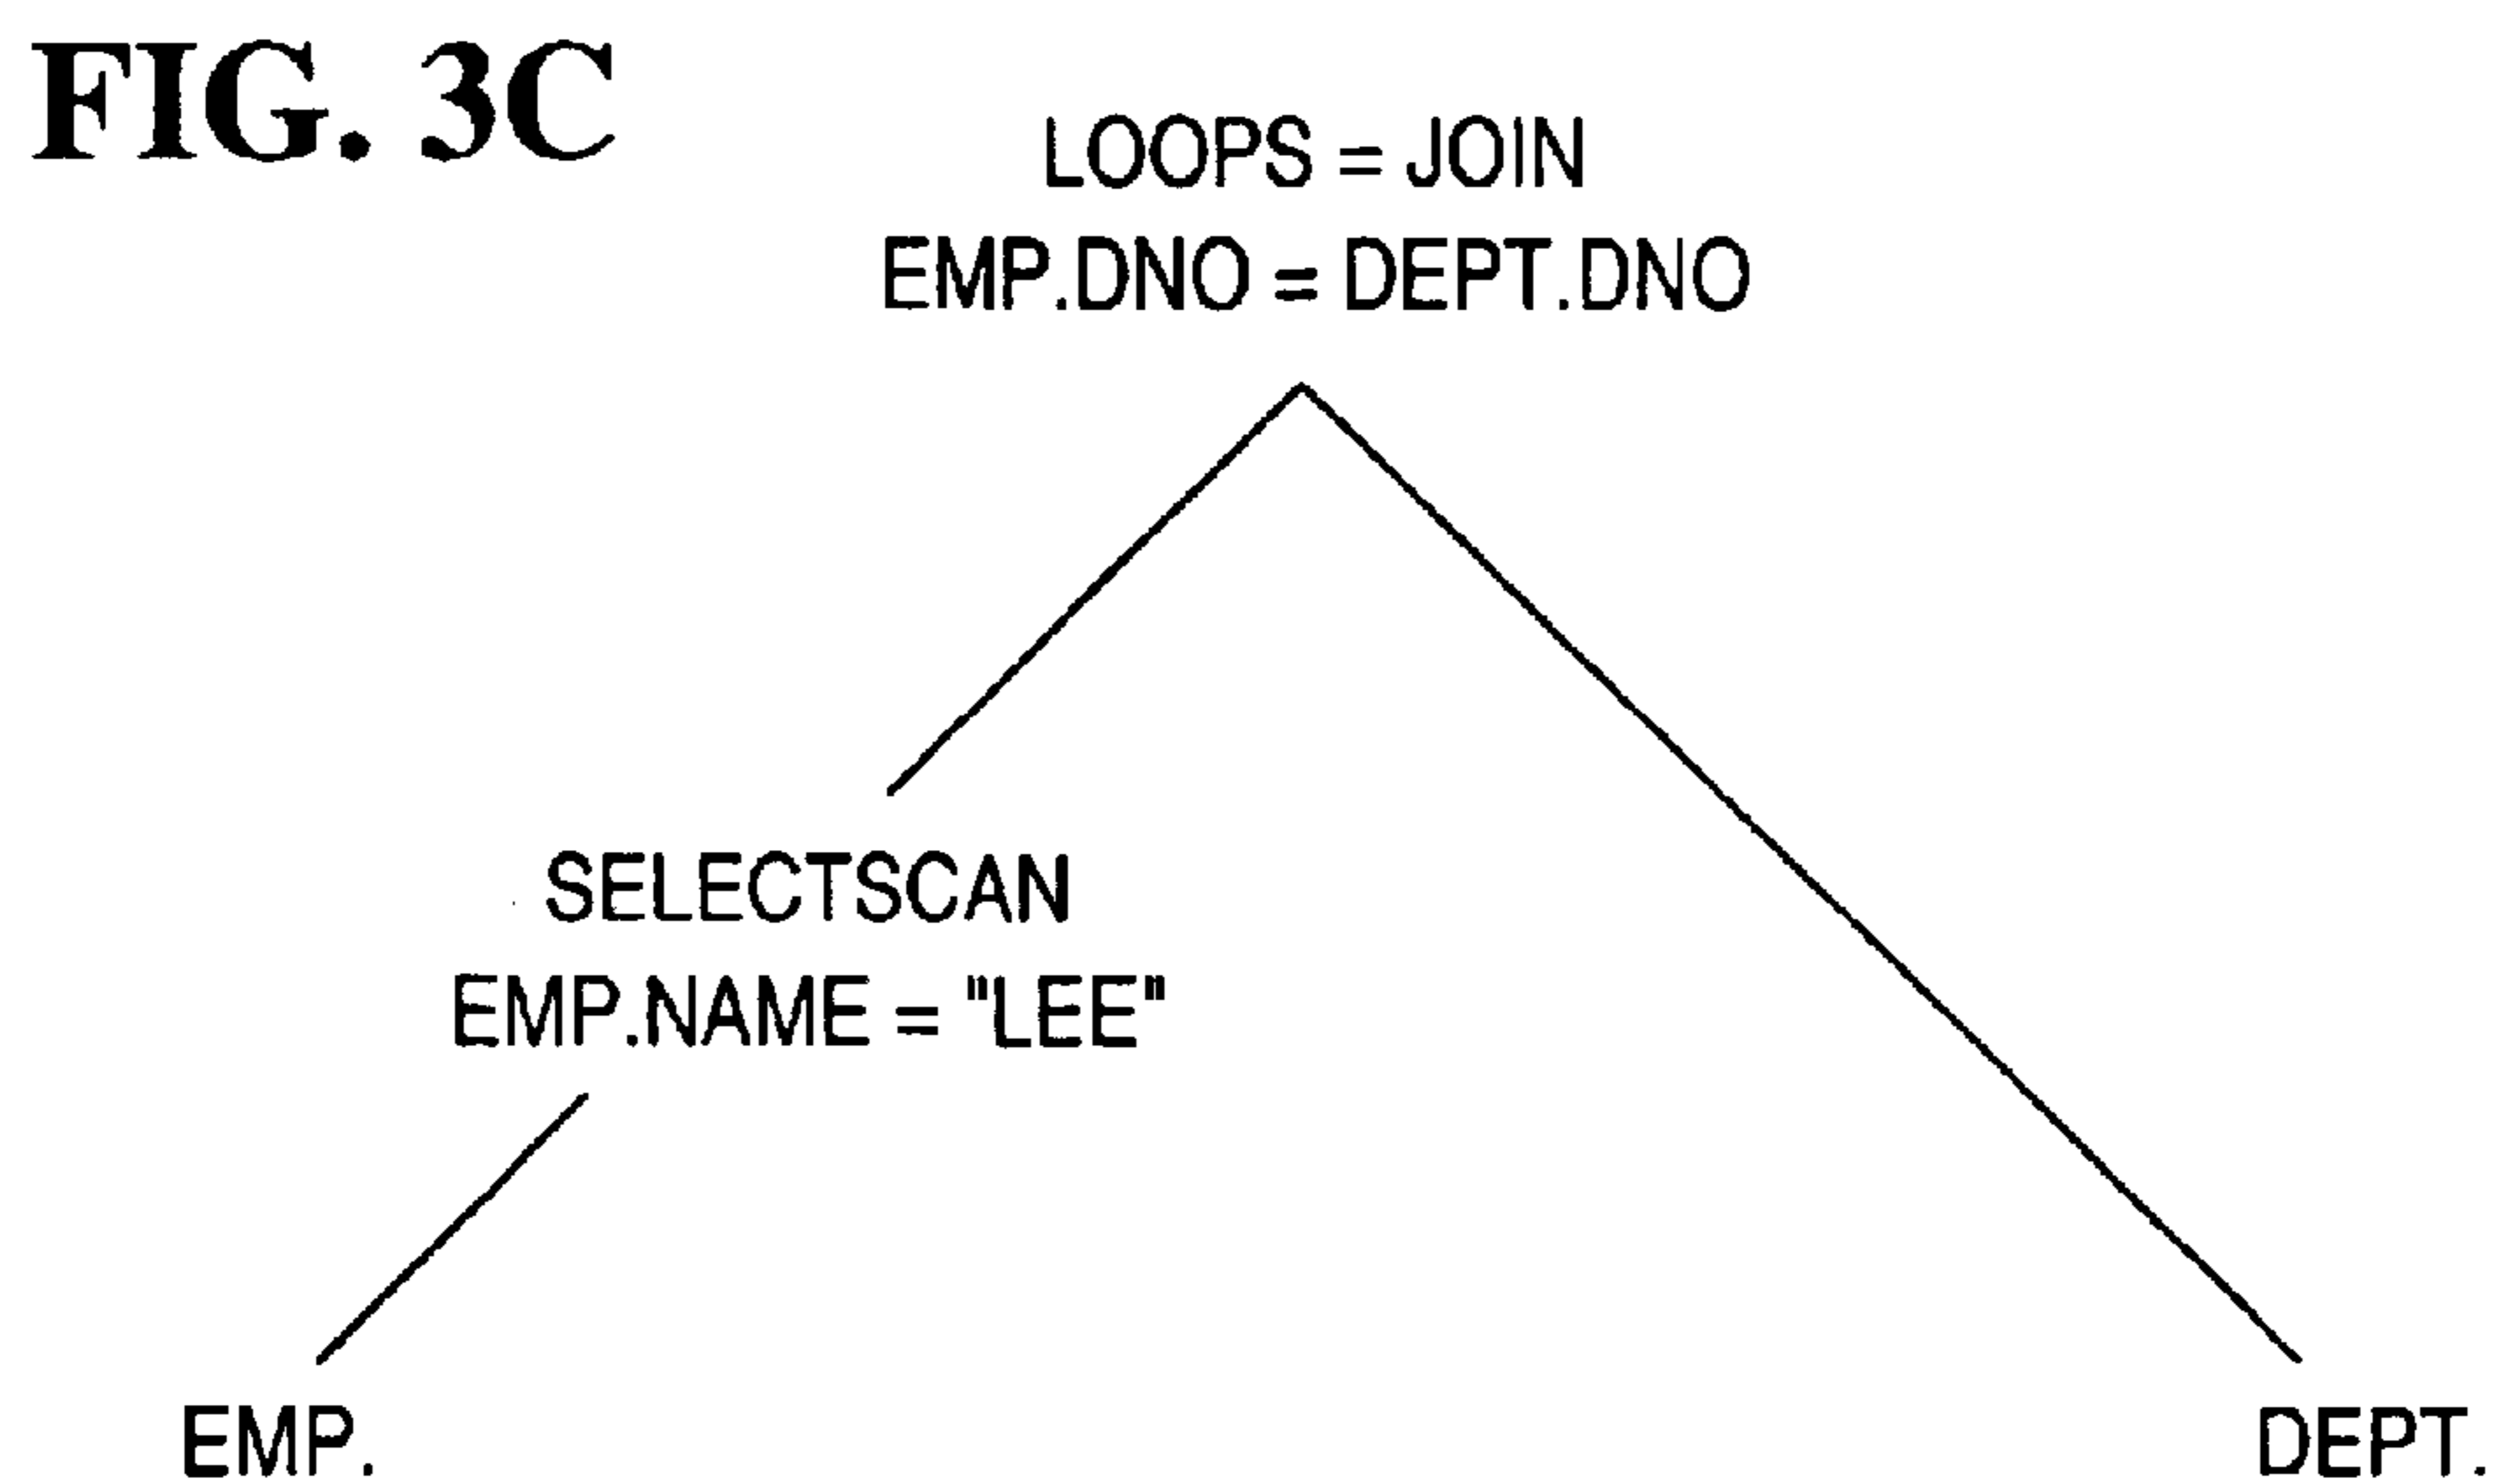 FIG. 3C
LOOPS = JOIN
EMP.DNO = DEPT.DNO
SELECTSCAN
EMP.NAME = "LEE"
EMP.
DEPT.